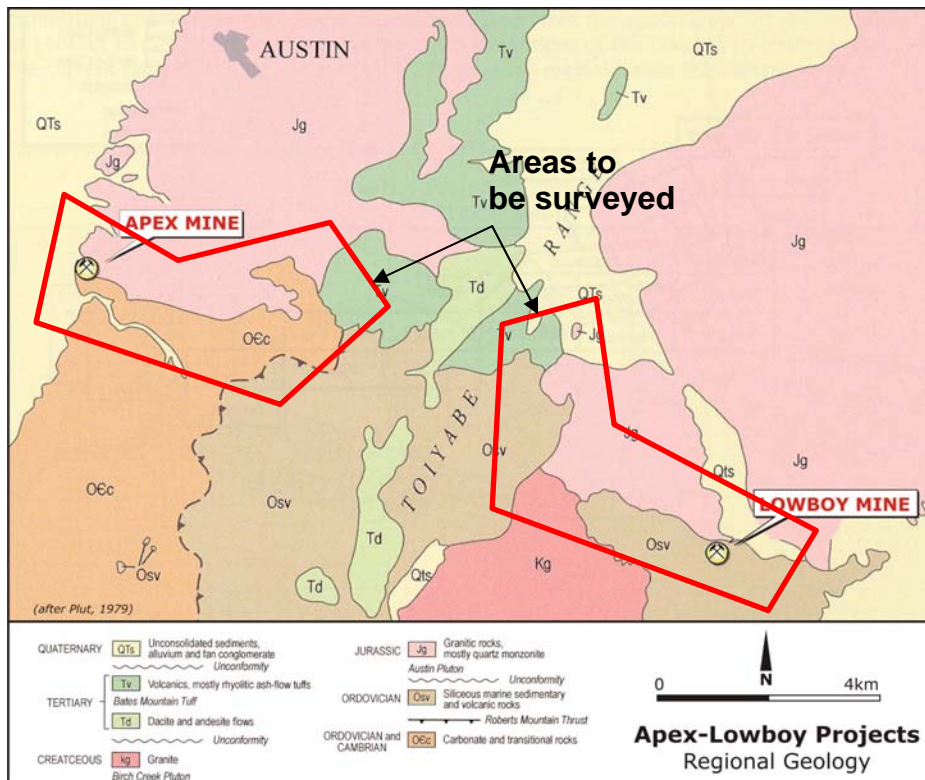 AUSTIN
Tv
QTs
Tv
QTs
Jg
Jg
Areas to
be surveyed
RANGE
Tv
APEX MINE
Jg
Tv
Td
QTs
OЄc
Tv
Jg
TOIYABE
Jg
Osv
Qts
Jg
OЄc
Osv
LOWBOY MINE
Osv
Td
Kg
Osv
Td
Qts
(after Plut, 1979)
QUATERNARY QTs Unconsolidated sediments,
alluvium and fan conglomerate
Unconformity
TERTIARY Tv Volcanics, mostly rhyolitic ash-flow tuffs
Bates Mountain Tuff
Td Dacite and andesite flows
Unconformity
CREATCEOUS kg Granite
Birch Creek Pluton
JURASSIC Jg Granitic rocks,
mostly quartz monzonite
Austin Pluton
Unconformity
ORDOVICIAN Osv Siliceous marine sedimentary
and volcanic rocks
Roberts Mountain Thrust
ORDOVICIAN AND
CAMBRIAN OЄc Carbonate and transitional rocks
N
0 4km
Apex-Lowboy Projects
Regional Geology